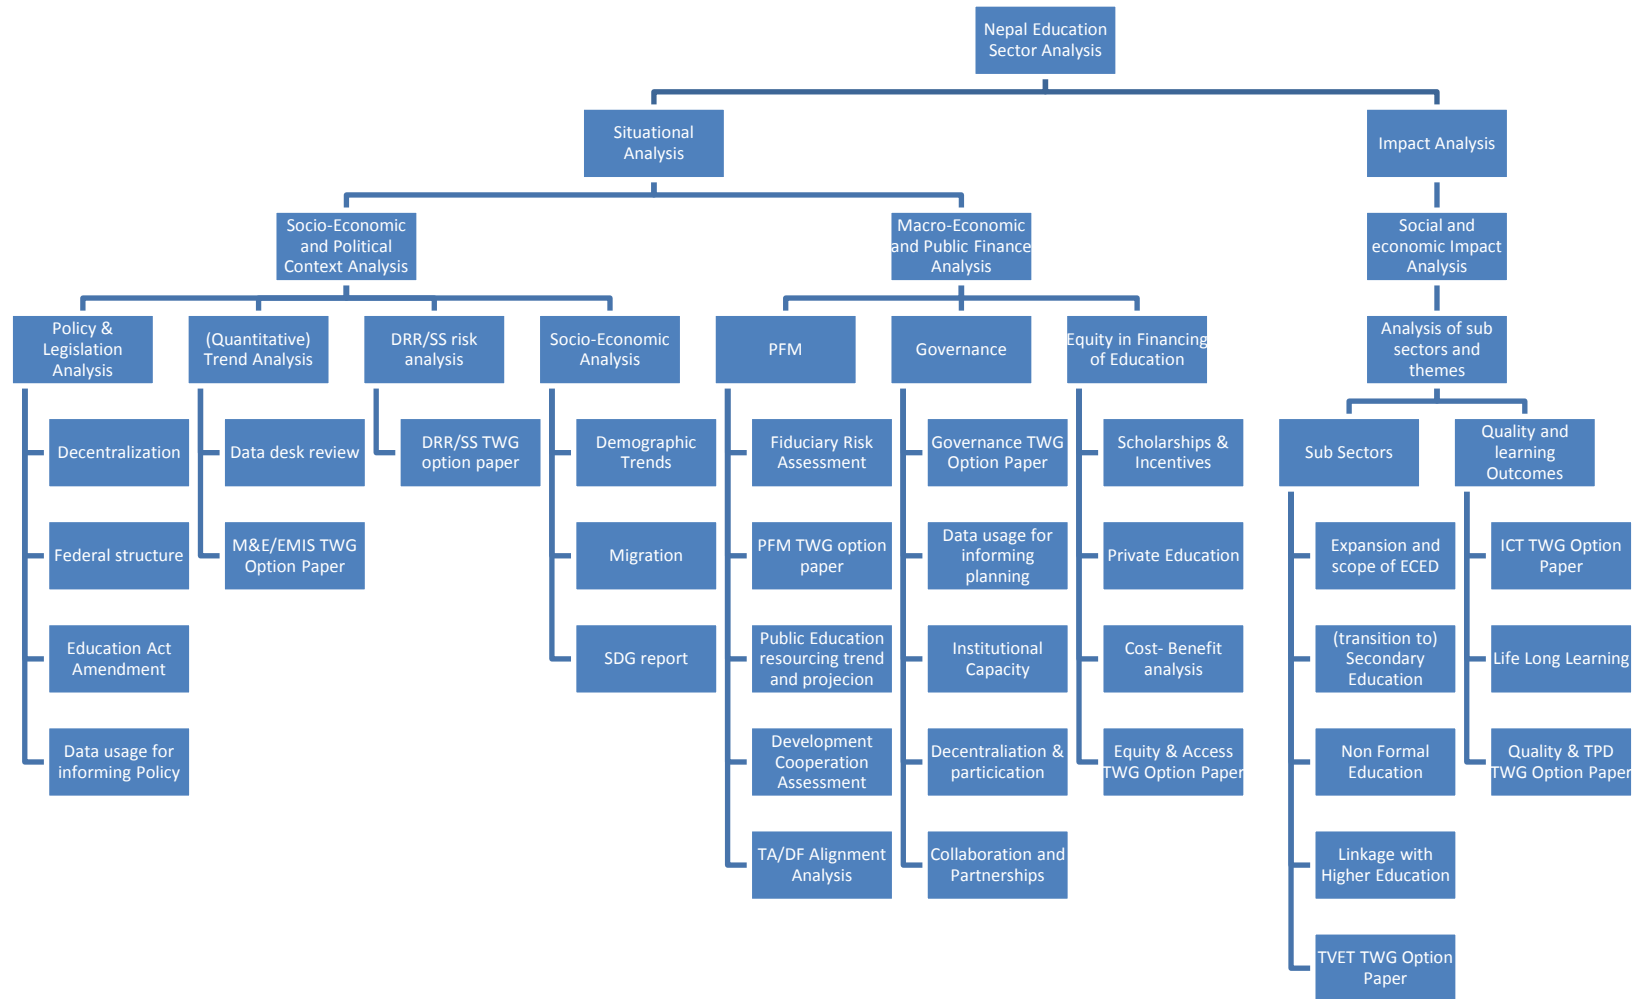 Nepal Education
Sector Analysis
Situational
Analysis
Impact Analysis
Socio-Economic
and Political
Context Analysis
Macro-Economic
and Public Finance
Analysis
Social and
economic Impact
Analysis
Policy &
Legislation
Analysis
(Quantitative)
Trend Analysis
DRR/SS risk
analysis
Socio-Economic
Analysis
PFM
Governance
Equity in Financing
of Education
Analysis of sub
sectors and
themes
Decentralization
Data desk review
DRR/SS TWG
option paper
Demographic
Trends
Fiduciary Risk
Assessment
Governance TWG
Option Paper
Scholarships &
Incentives
Sub Sectors
Quality and
learning
Outcomes
Federal structure
M&E/EMIS TWG
Option Paper
Migration
PFM TWG option
paper
Data usage for
informing
planning
Private Education
Expansion and
scope of ECED
ICT TWG Option
Paper
Education Act
Amendment
SDG report
Public Education
resourcing trend
and projecion
Institutional
Capacity
Cost- Benefit
analysis
(transition to)
Secondary
Education
Life Long Learning
Data usage for
informing Policy
Development
Cooperation
Assessment
Decentraliation &
particication
Equity & Access
TWG Option Paper
Non Formal
Education
Quality & TPD
TWG Option Paper
TA/DF Alignment
Analysis
Collaboration and
Partnerships
Linkage with
Higher Education
TVET TWG Option
Paper